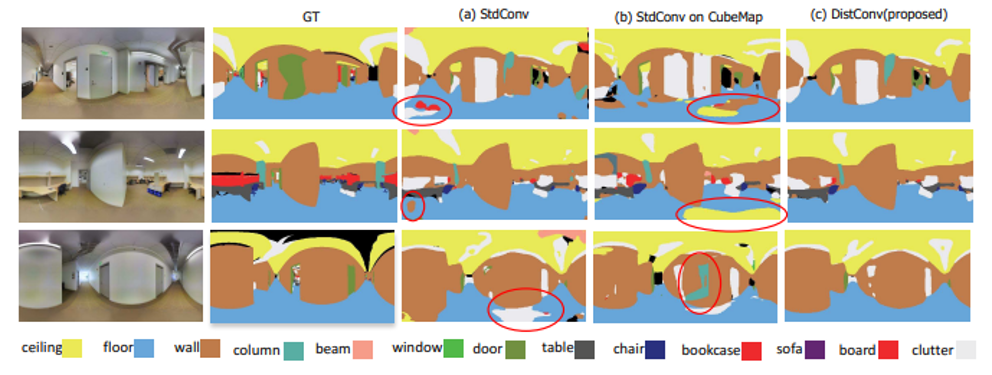 GT (a) StdConv (b) StdConv on CubeMap (c) DistConv(proposed)
ceiling floor wall column beam window door table chair bookcase sofa board clutter